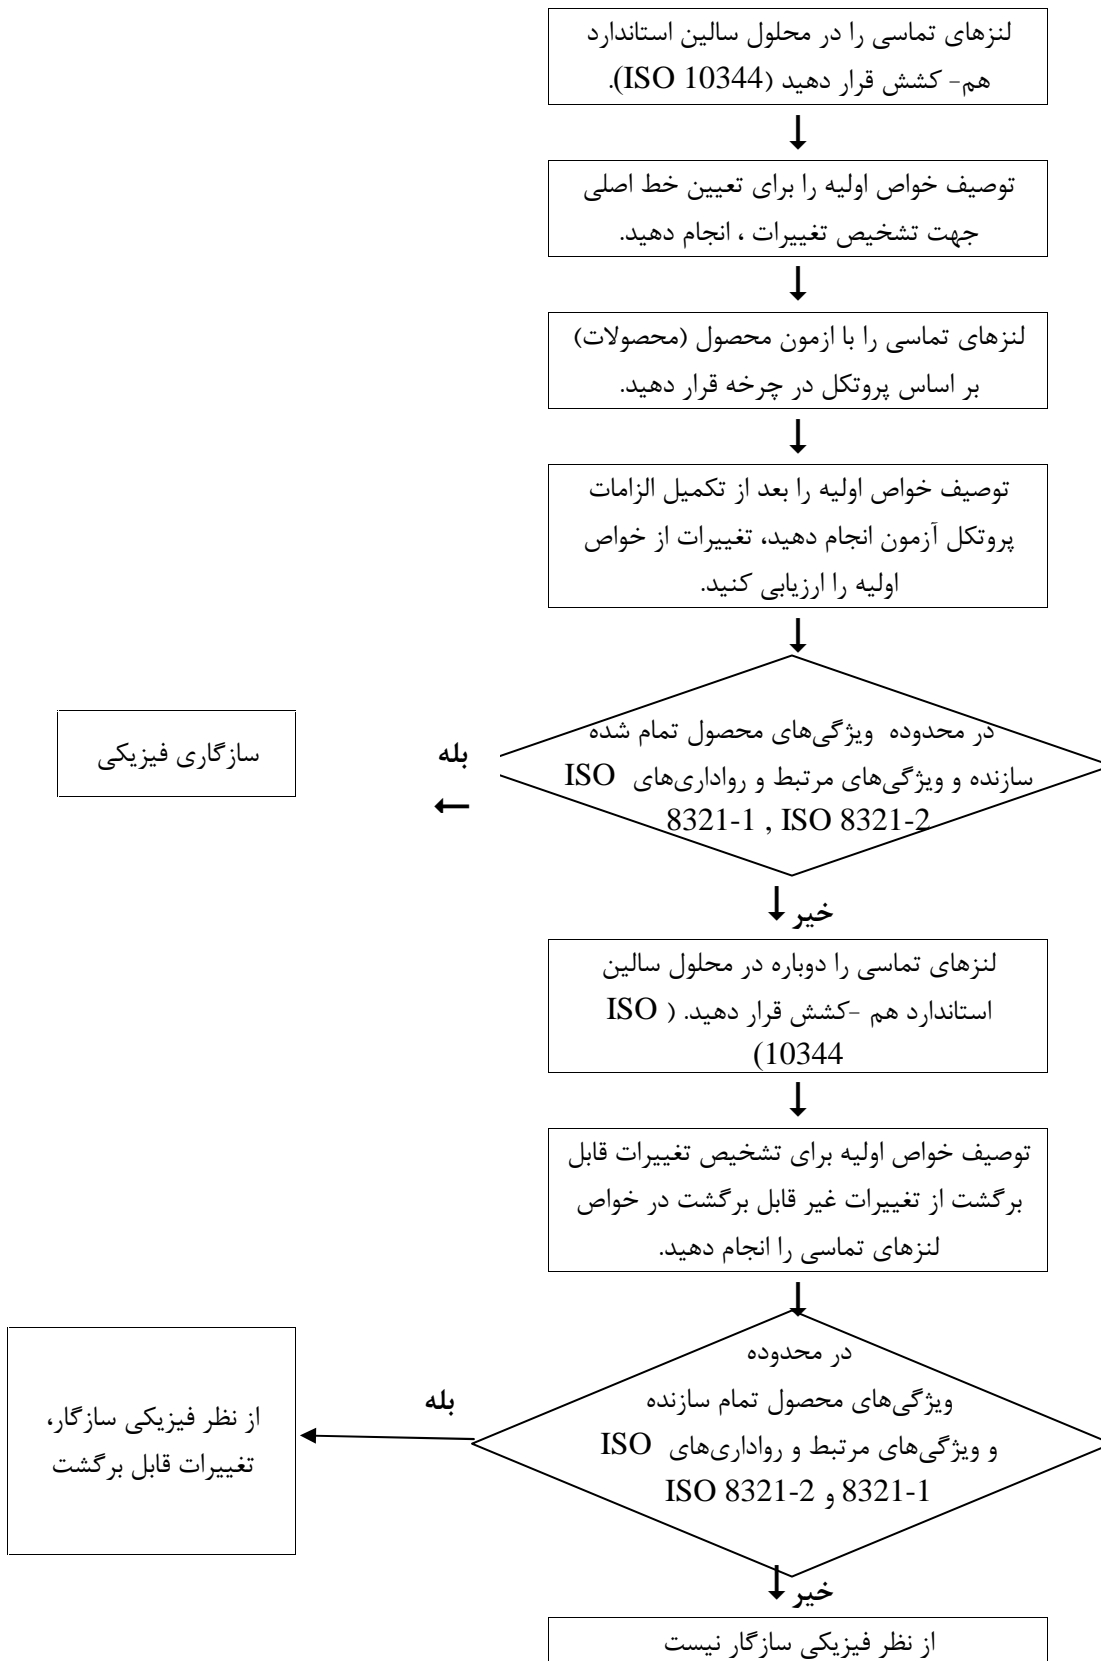 لنزهای تماسی را در محلول سالین استاندارد
هم- کشش قرار دهید (ISO 10344).
توصیف خواص اولیه را برای تعیین خط اصلی
جهت تشخیص تغییرات ، انجام دهید.
لنزهای تماسی را با ازمون محصول (محصولات)
بر اساس پروتکل در چرخه قرار دهید.
توصیف خواص اولیه را بعد از تکمیل الزامات
پروتکل آزمون انجام دهید، تغییرات از خواص
اولیه را ارزیابی کنید.
در محدوده ویژگی‌های محصول تمام شده
سازنده و ویژگی‌های مرتبط و رواداری‌های ISO
8321-1 , ISO 8321-2
بله
سازگاری فیزیکی
خیر
لنزهای تماسی را دوباره در محلول سالین
استاندارد هم -کشش قرار دهید. ( ISO
10344)
توصیف خواص اولیه برای تشخیص تغییرات قابل
برگشت از تغییرات غیر قابل برگشت در خواص
لنزهای تماسی را انجام دهید.
در محدوده
ویژگی‌های محصول تمام سازنده
و ویژگی‌های مرتبط و رواداری‌های ISO
8321-1 و ISO 8321-2
بله
از نظر فیزیکی سازگار،
تغییرات قابل برگشت
خیر
از نظر فیزیکی سازگار نیست